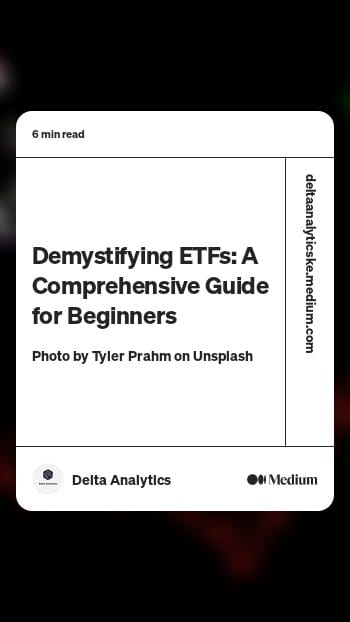 6 min read
deltaanalyticske.medium.com
Demystifying ETFs: A
Comprehensive Guide
for Beginners
Photo by Tyler Prahm on Unsplash
Delta Analytics
Medium